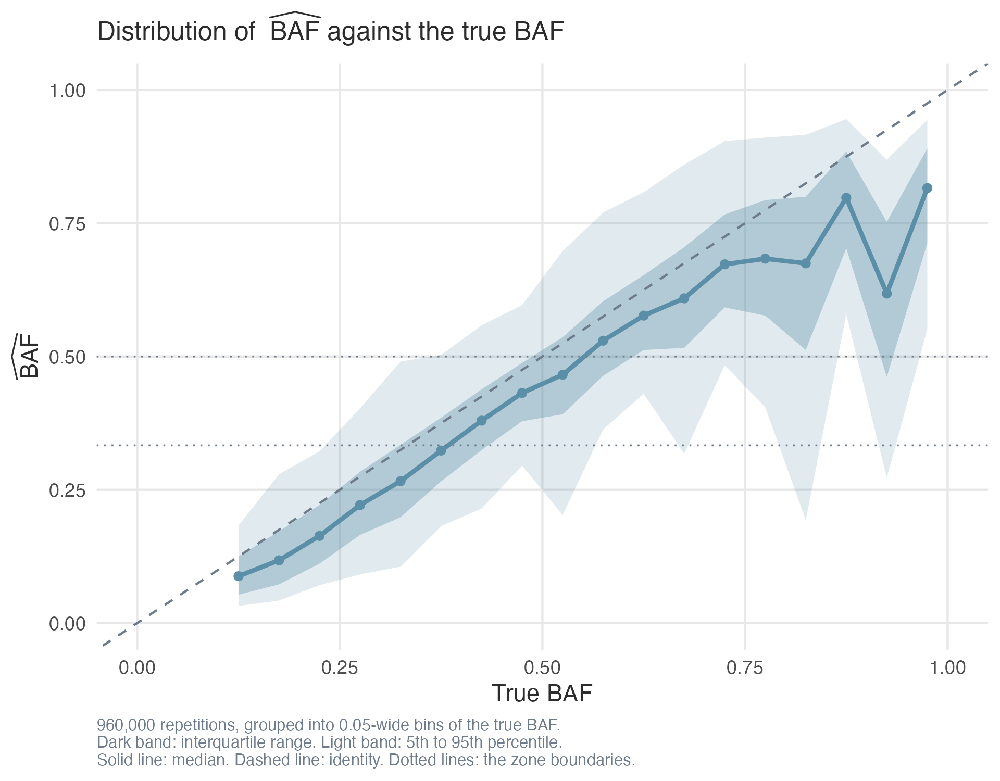 Distribution of \widehat{BAF} against the true BAF
1.00
0.75
0.50
0.25
0.00
\widehat{BAF}
0.00 0.25 0.50 0.75 1.00
True BAF
960,000 repetitions, grouped into 0.05-wide bins of the true BAF.
Dark band: interquartile range. Light band: 5th to 95th percentile.
Solid line: median. Dashed line: identity. Dotted lines: the zone boundaries.